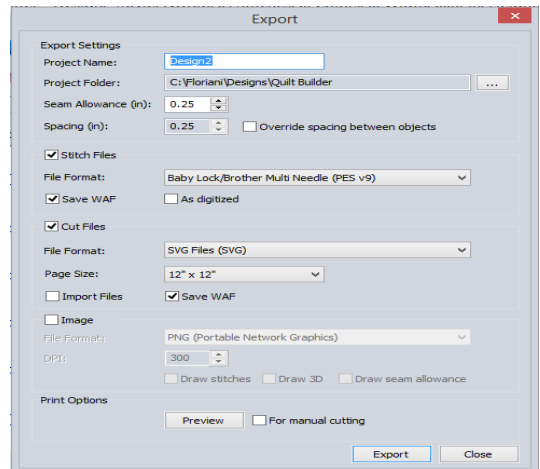 Export
Export Settings
Project Name: Design2
Project Folder: C:\Floriani\Designs\Quilt Builder ...
Seam Allowance (in): 0.25
Spacing (in): 0.25 Override spacing between objects
Stitch Files
File Format: Baby Lock/Brother Multi Needle (PES v9)
Save WAF As digitized
Cut Files
File Format: SVG Files (SVG)
Page Size: 12" x 12"
Import Files Save WAF
Image
File Format: PNG (Portable Network Graphics)
DPI: 300
Draw stitches Draw 3D Draw seam allowance
Print Options
Preview For manual cutting
Export Close